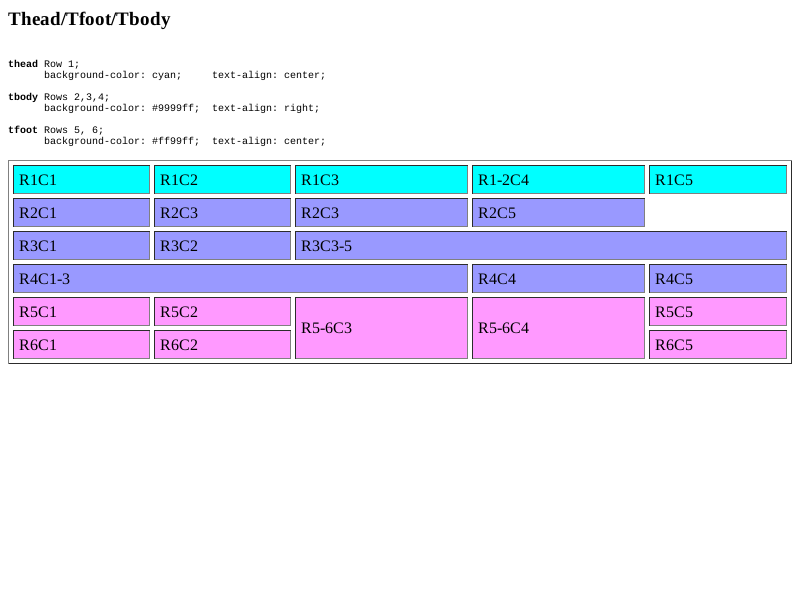 Thead/Tfoot/Tbody
thead Row 1;
background-color: cyan; text-align: center;
tbody Rows 2,3,4;
background-color: #9999ff; text-align: right;
tfoot Rows 5, 6;
background-color: #ff99ff; text-align: center;
R1C1 R1C2 R1C3 R1-2C4 R1C5
R2C1 R2C3 R2C3 R2C5
R3C1 R3C2 R3C3-5
R4C1-3 R4C4 R4C5
R5C1 R5C2 R5-6C3 R5-6C4 R5C5
R6C1 R6C2 R6C5